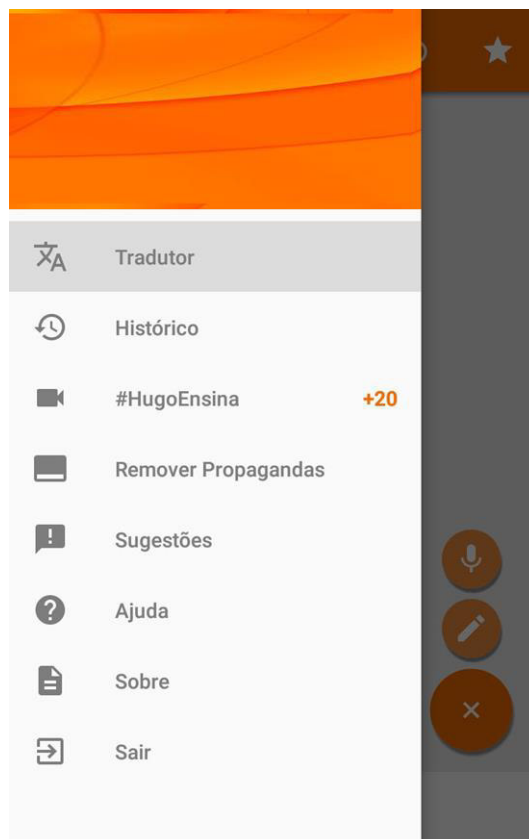 Tradutor
Histórico
#HugoEnsina +20
Remover Propagandas
Sugestões
Ajuda
Sobre
Sair